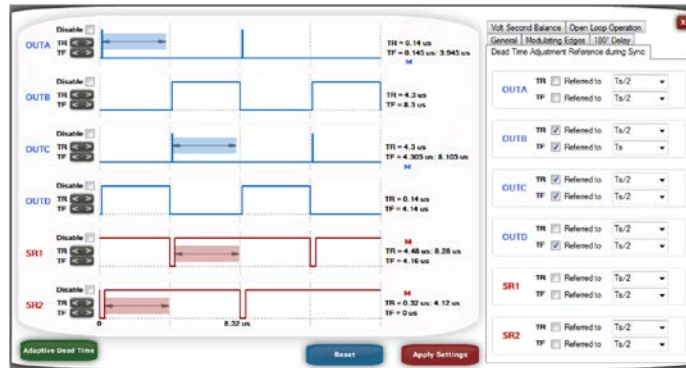 Disable
OUTA TR < >
TF < >
TR = 0.14 us
TF = 0.145 us: 3.945 us
M
Disable
OUTB TR < >
TF < >
TR = 4.3 us
TF = 8.3 us
Disable
OUTC TR < >
TF < >
TR = 4.3 us
TF = 4.305 us: 8.105 us
M
Disable
OUTD TR < >
TF < >
TR = 0.14 us
TF = 4.14 us
Disable
SR1 TR < >
TF < >
M
TR = 4.48 us: 8.28 us
TF = 4.16 us
Disable
SR2 TR < >
TF < >
M
TR = 0.32 us: 4.12 us
TF = 0 us
0 8.32 us
Adaptive Dead Time Reset Apply Settings
X
Volt Second Balance Open Loop Operation
General Modulating Edges 180° Delay
Dead Time Adjustment Reference during Sync
OUTA TR Referred to Ts/2
TF Referred to Ts/2
OUTB TR Referred to Ts/2
TF Referred to Ts
OUTC TR Referred to Ts/2
TF Referred to Ts/2
OUTD TR Referred to Ts/2
TF Referred to Ts/2
SR1 TR Referred to Ts/2
TF Referred to Ts/2
SR2 TR Referred to Ts/2
TF Referred to Ts/2